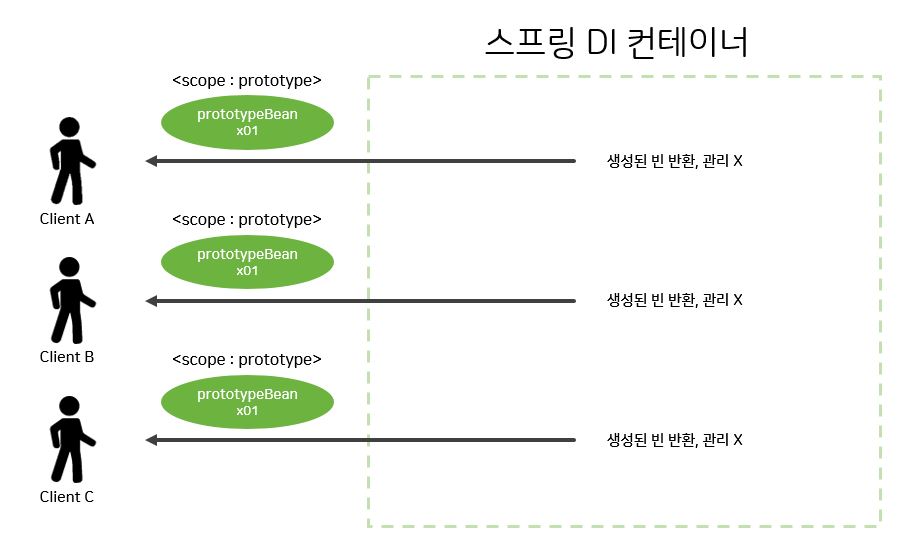 스프링 DI 컨테이너
<scope : prototype>
prototypeBean
x01
생성된 빈 반환, 관리 X
Client A
<scope : prototype>
prototypeBean
x01
생성된 빈 반환, 관리 X
Client B
<scope : prototype>
prototypeBean
x01
생성된 빈 반환, 관리 X
Client C